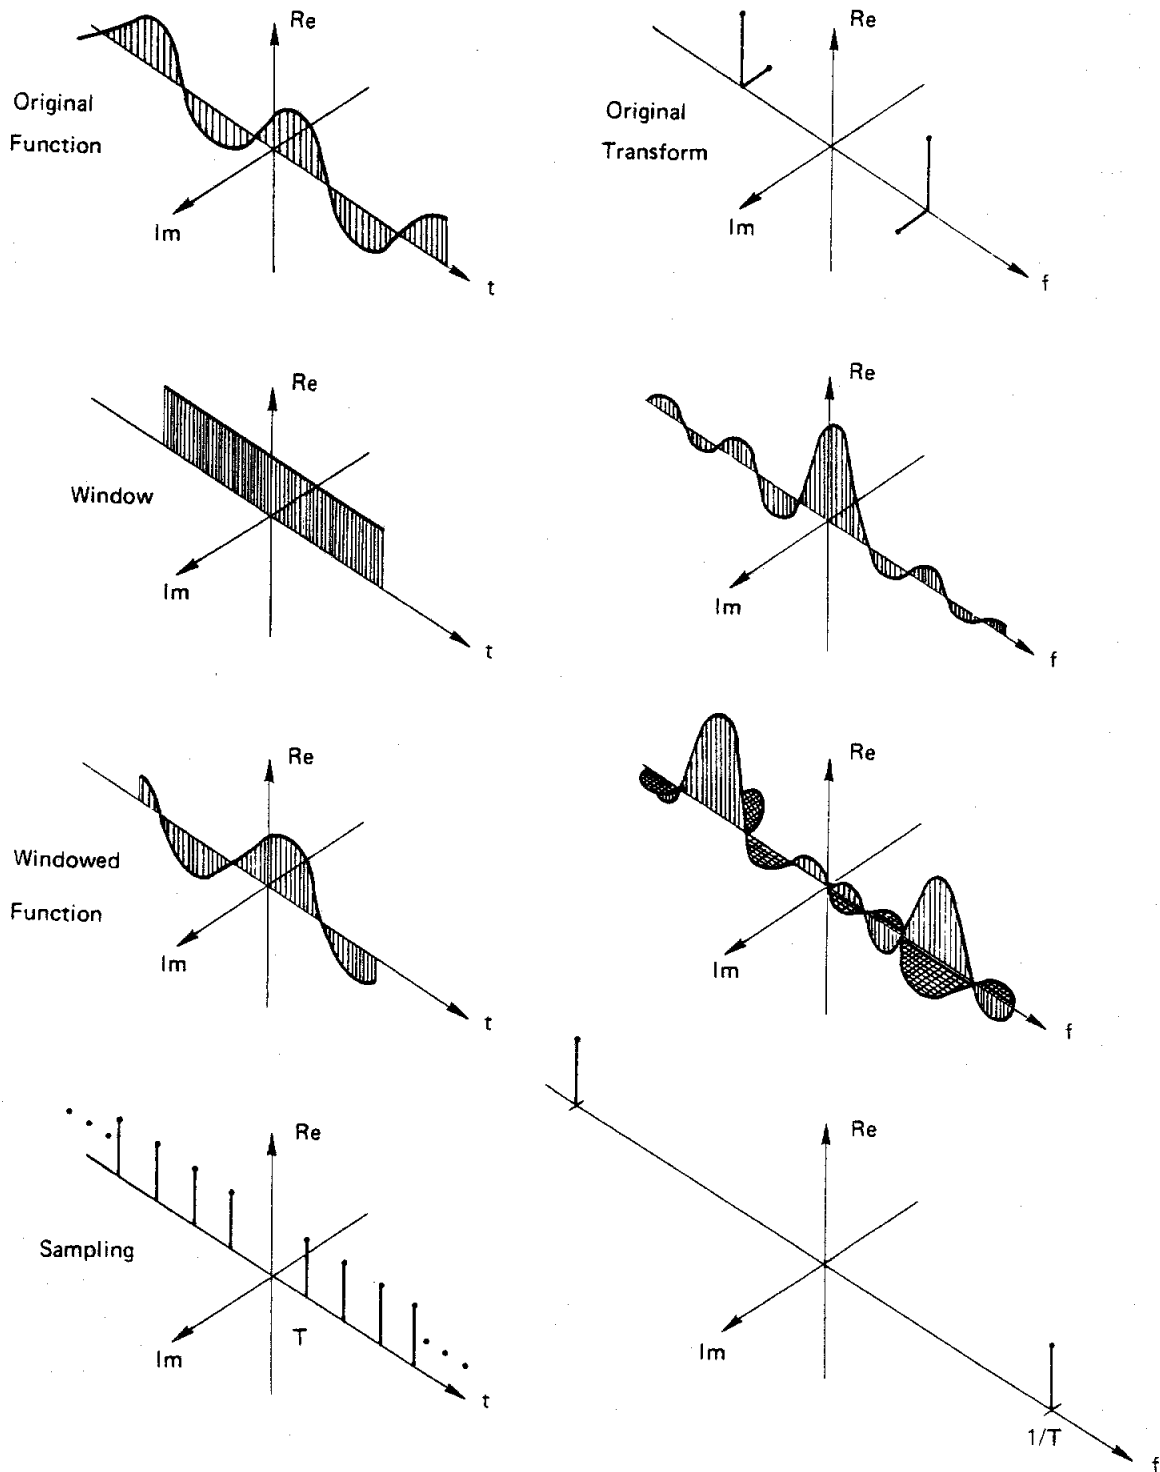 Re
Original
Function
Im
t
Re
Original
Transform
Im
f
Re
Window
Im
t
Re
Im
f
Re
Windowed
Function
Im
t
Re
Im
f
Re
Sampling
T
Im
t
Re
Im
1/T
f